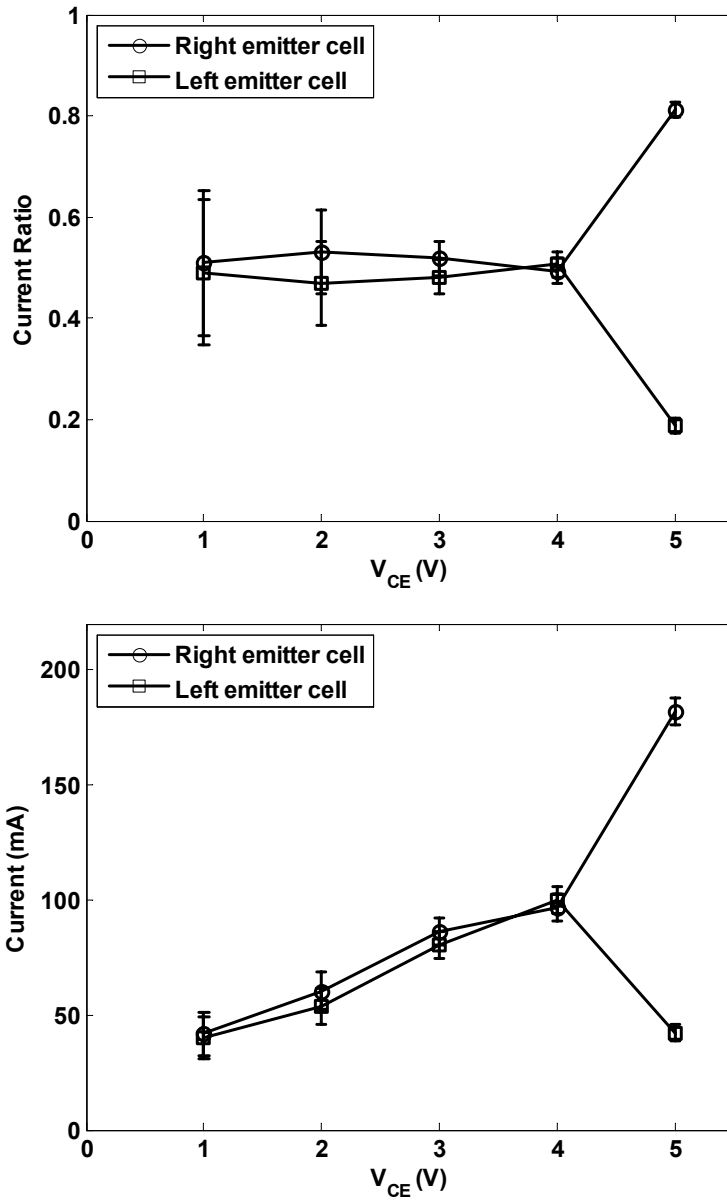 1
0.8
0.6
0.4
0.2
0
Current Ratio
Right emitter cell
Left emitter cell
0 1 2 3 4 5
V_CE (V)
200
150
100
50
0
Current (mA)
Right emitter cell
Left emitter cell
0 1 2 3 4 5
V_CE (V)